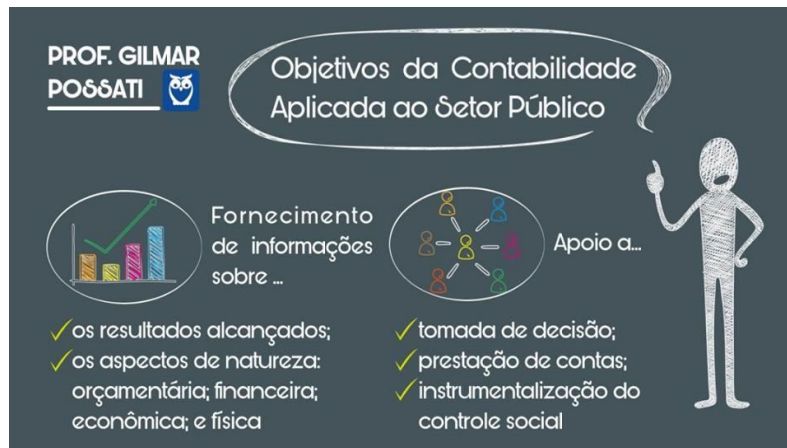 PROF. GILMAR
POSSATI
Objetivos da Contabilidade
Aplicada ao Setor Público
Fornecimento
de informações
sobre ...
✓os resultados alcançados;
✓os aspectos de natureza:
orçamentária; financeira;
econômica; e física
Apoio a...
✓tomada de decisão;
✓prestação de contas;
✓instrumentalização do
controle social